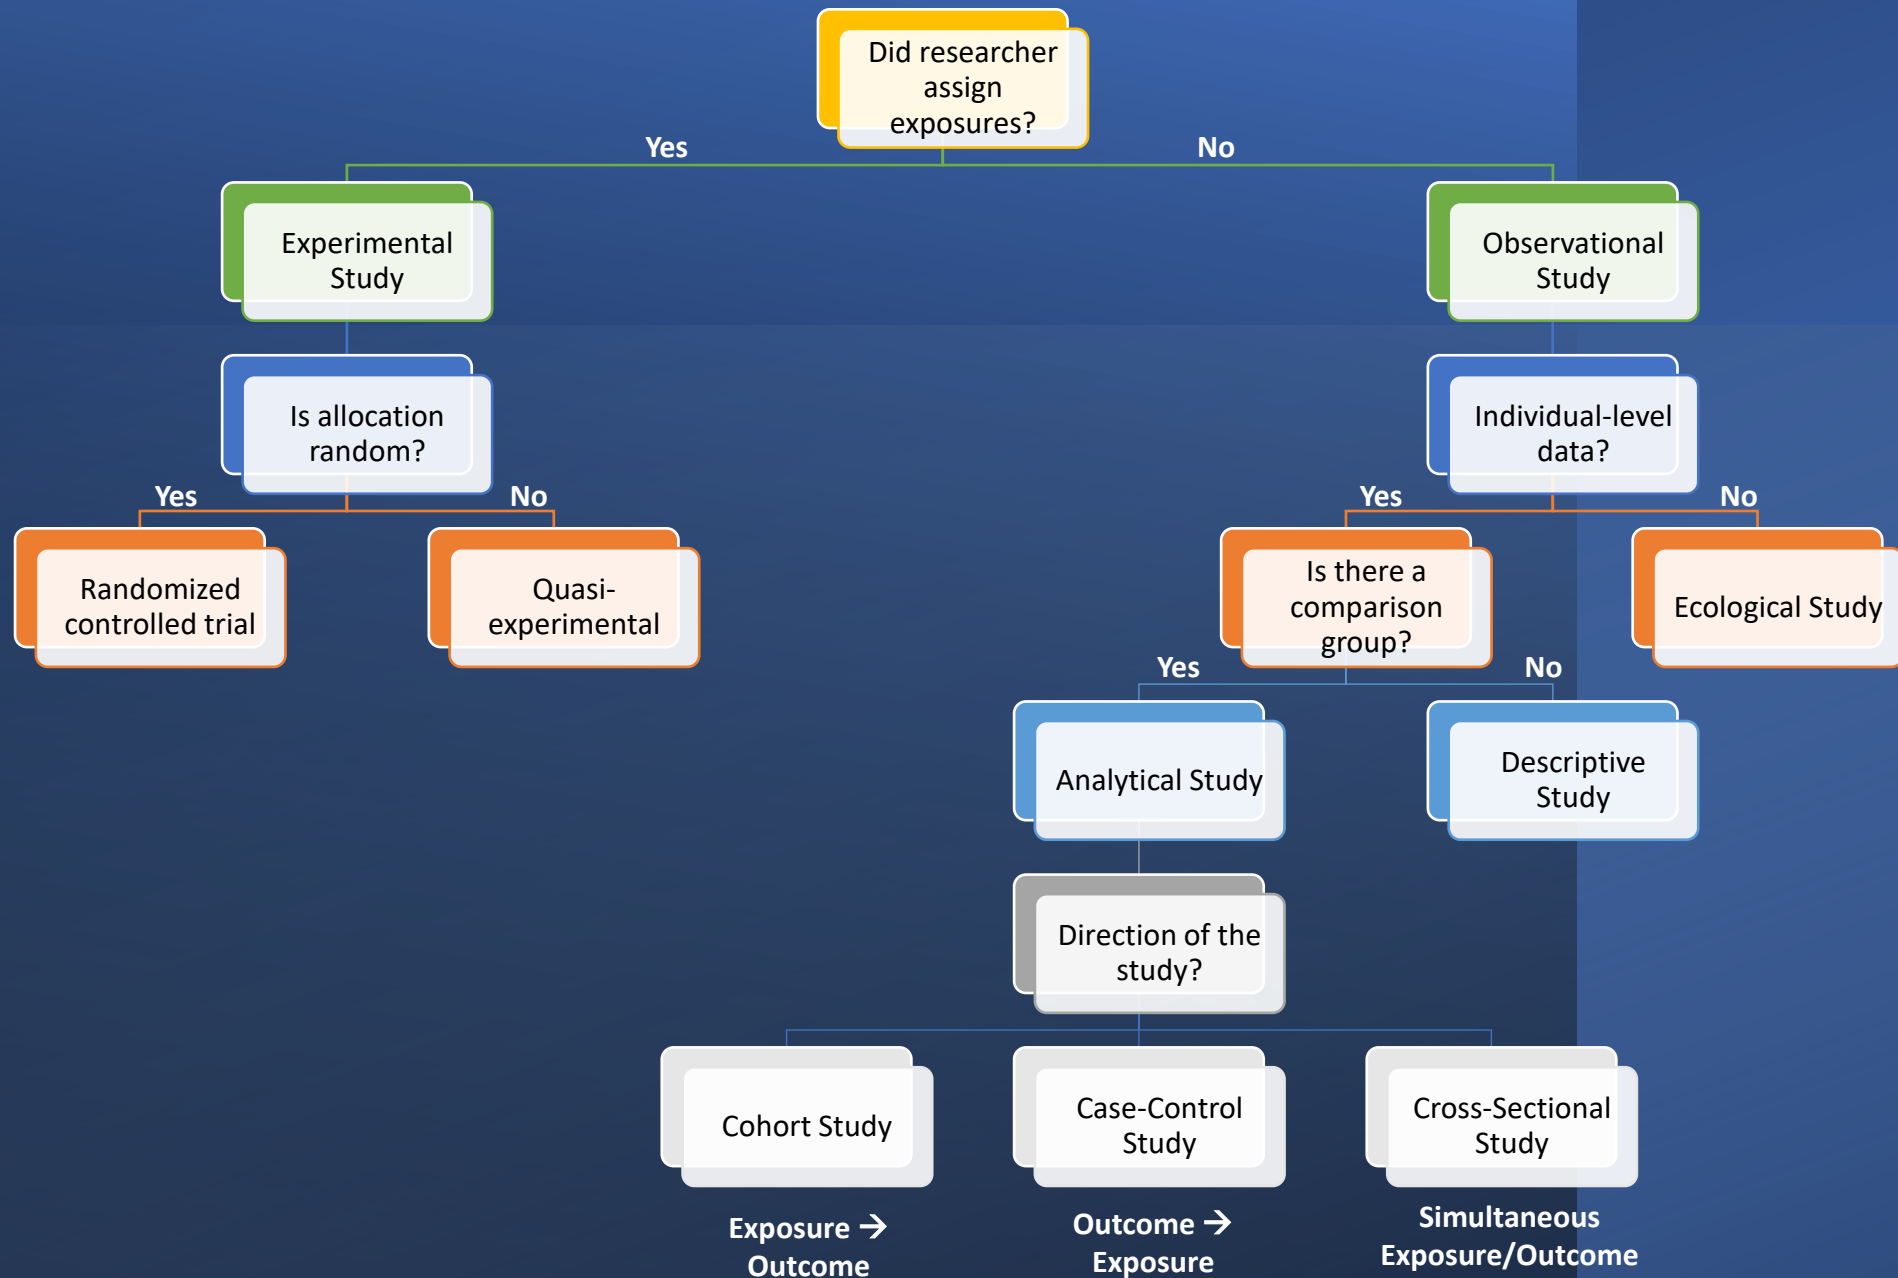 Did researcher
assign
exposures?
Yes
No
Experimental
Study
Observational
Study
Is allocation
random?
Individual-level
data?
Yes
No
Yes
No
Randomized
controlled trial
Quasi-
experimental
Is there a
comparison
group?
Ecological Study
Yes
No
Analytical Study
Descriptive
Study
Direction of the
study?
Cohort Study
Case-Control
Study
Cross-Sectional
Study
Exposure →
Outcome
Outcome →
Exposure
Simultaneous
Exposure/Outcome